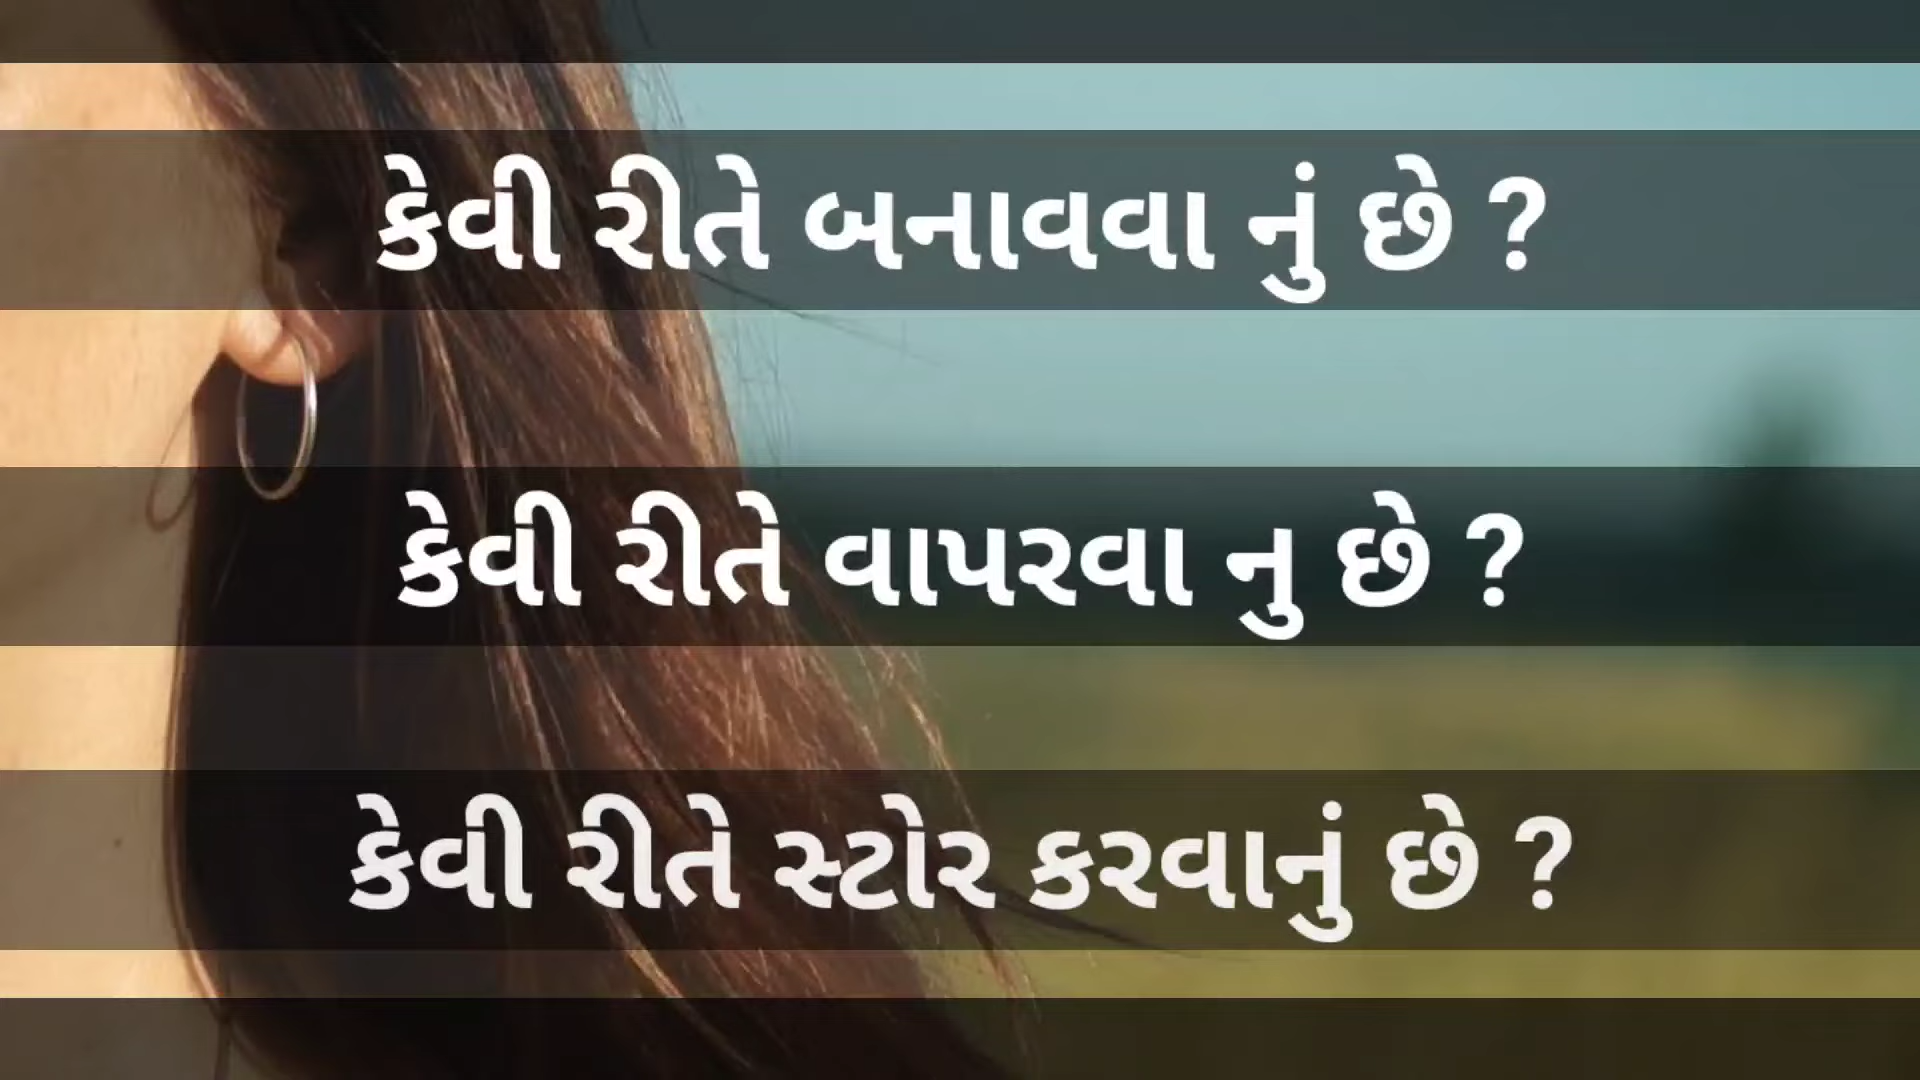 કેવી રીતે બનાવવા નું છે ?
કેવી રીતે વાપરવા નુ છે ?
કેવી રીતે સ્ટોર કરવાનું છે ?